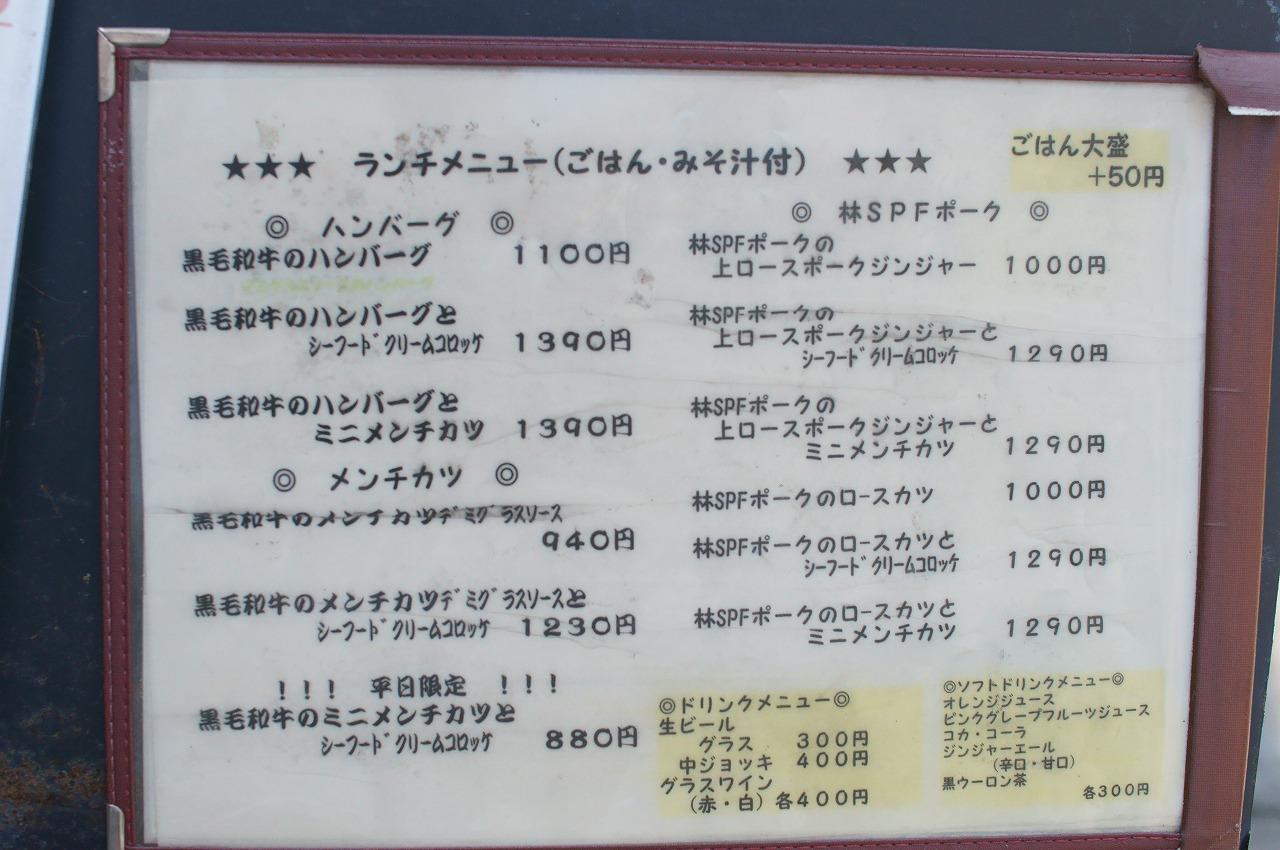 ★★★ ランチメニュー(ごはん・みそ汁付) ★★★
ごはん大盛
+50円
◎ ハンバーグ ◎
黒毛和牛のハンバーグ 1100円
黒毛和牛のハンバーグと
シーフードクリームコロッケ 1390円
黒毛和牛のハンバーグと
ミニメンチカツ 1390円
◎ メンチカツ ◎
黒毛和牛のメンチカツデミグラスソース
940円
黒毛和牛のメンチカツデミグラスソースと
シーフードクリームコロッケ 1230円
!!! 平日限定 !!!
黒毛和牛のミニメンチカツと
シーフードクリームコロッケ 880円
◎ 林SPFポーク ◎
林SPFポークの
上ロースポークジンジャー 1000円
林SPFポークの
上ロースポークジンジャーと
シーフードクリームコロッケ 1290円
林SPFポークの
上ロースポークジンジャーと
ミニメンチカツ 1290円
林SPFポークのロースカツ 1000円
林SPFポークのロースカツと
シーフードクリームコロッケ 1290円
林SPFポークのロースカツと
ミニメンチカツ 1290円
◎ドリンクメニュー◎
生ビール
グラス 300円
中ジョッキ 400円
グラスワイン
(赤・白) 各400円
◎ソフトドリンクメニュー◎
オレンジジュース
ピンクグレープフルーツジュース
コカ・コーラ
ジンジャーエール
(辛口・甘口)
黒ウーロン茶
各300円